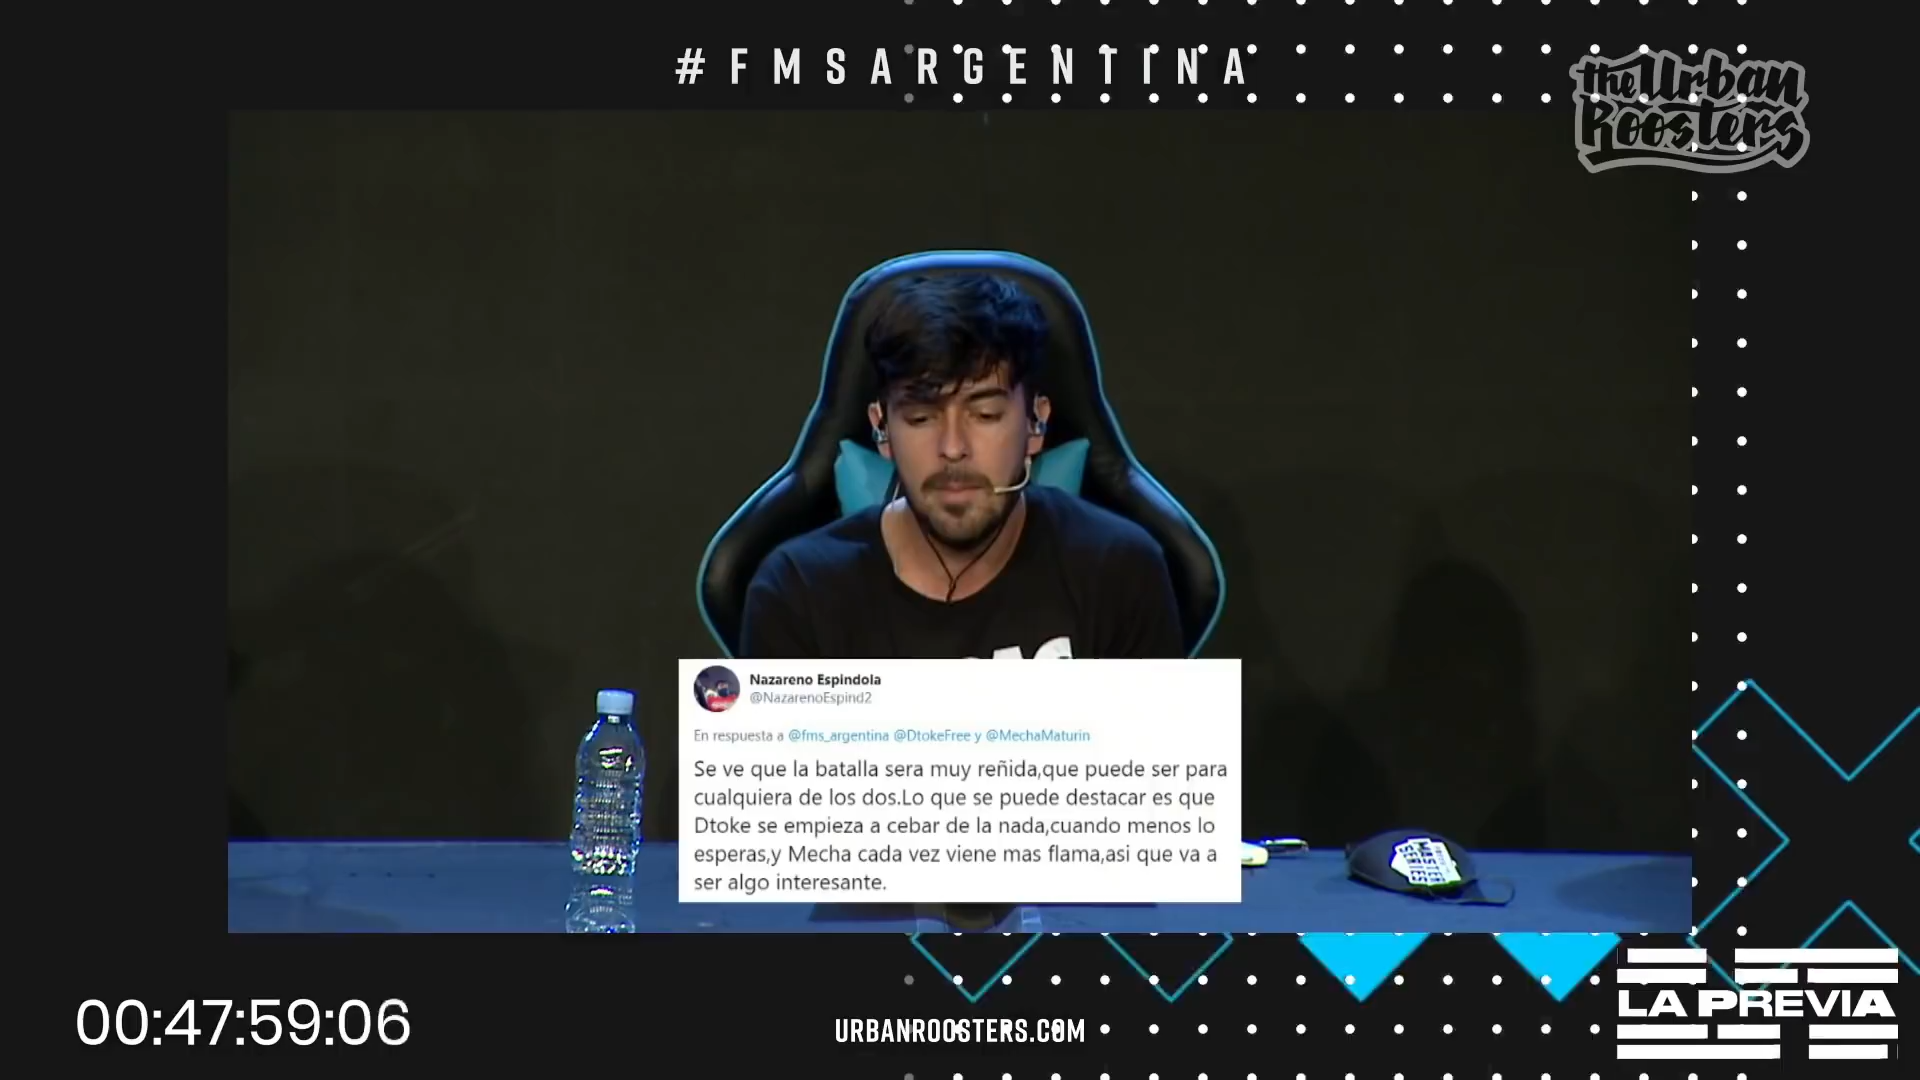 #FMSARGENTINA
the Urban
Roosters
Nazareno Espindola
@NazarenoEspind2
En respuesta a @fms_argentina @DtokeFree y @MechaMaturin
Se ve que la batalla sera muy reñida,que puede ser para
cualquiera de los dos.Lo que se puede destacar es que
Dtoke se empieza a cebar de la nada,cuando menos lo
esperas,y Mecha cada vez viene mas flama,asi que va a
ser algo interesante.
MASTER
SERIES
00:47:59:06
URBANROOSTERS.COM
LA PREVIA